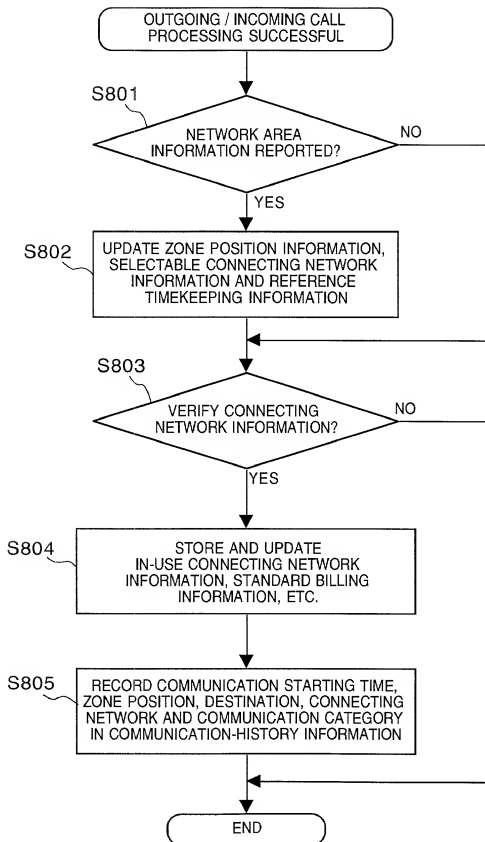 OUTGOING / INCOMING CALL
PROCESSING SUCCESSFUL
S801
NETWORK AREA
INFORMATION REPORTED?
NO
YES
S802
UPDATE ZONE POSITION INFORMATION,
SELECTABLE CONNECTING NETWORK
INFORMATION AND REFERENCE
TIMEKEEPING INFORMATION
S803
VERIFY CONNECTING
NETWORK INFORMATION?
NO
YES
S804
STORE AND UPDATE
IN-USE CONNECTING NETWORK
INFORMATION, STANDARD BILLING
INFORMATION, ETC.
S805
RECORD COMMUNICATION STARTING TIME,
ZONE POSITION, DESTINATION, CONNECTING
NETWORK AND COMMUNICATION CATEGORY
IN COMMUNICATION-HISTORY INFORMATION
END